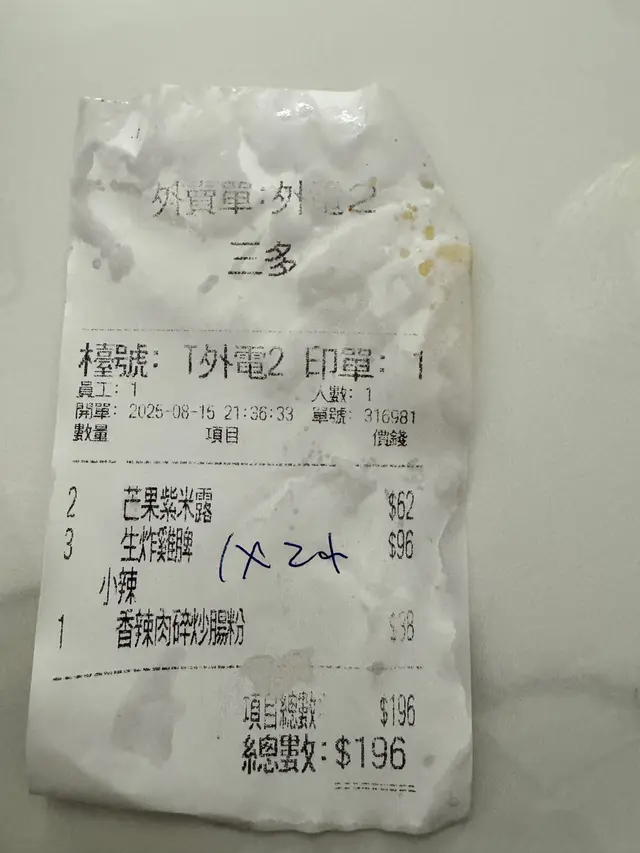 外賣單:外電2
三多
檯號: T外電2 印單: 1
員工: 1 人數: 1
開單: 2025-08-15 21:36:33 單號: 316981
數量 項目 價錢
2 芒果紫米露 $62
3 生炸雞髀 $96
小辣
1 香辣肉碎炒腸粉 $38
項目總數: $196
總數: $196